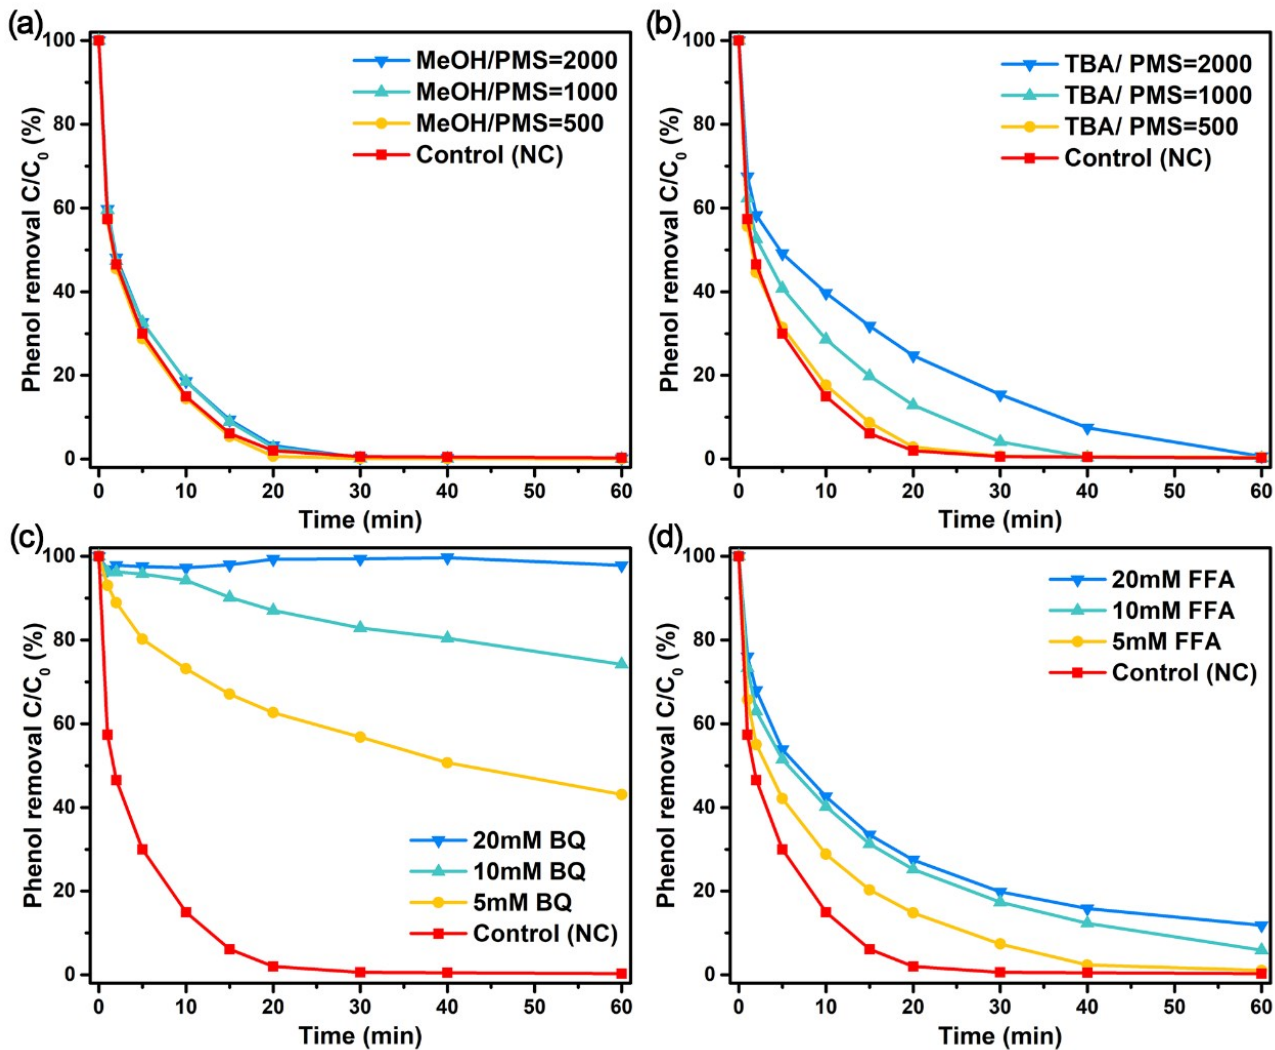 (a)
Phenol removal C/C₀ (%)
100
80
60
40
20
0
MeOH/PMS=2000
MeOH/PMS=1000
MeOH/PMS=500
Control (NC)
0 10 20 30 40 50 60
Time (min)
(b)
Phenol removal C/C₀ (%)
100
80
60
40
20
0
TBA/ PMS=2000
TBA/ PMS=1000
TBA/ PMS=500
Control (NC)
0 10 20 30 40 50 60
Time (min)
(c)
Phenol removal C/C₀ (%)
100
80
60
40
20
0
20mM BQ
10mM BQ
5mM BQ
Control (NC)
0 10 20 30 40 50 60
Time (min)
(d)
Phenol removal C/C₀ (%)
100
80
60
40
20
0
20mM FFA
10mM FFA
5mM FFA
Control (NC)
0 10 20 30 40 50 60
Time (min)